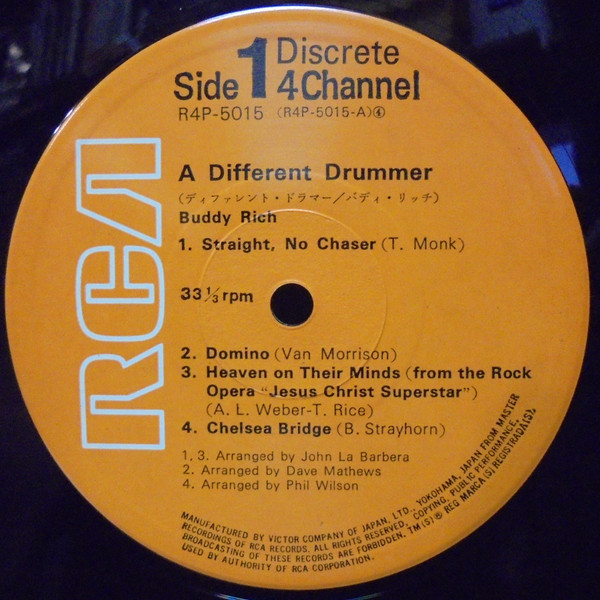 Side 1 Discrete
4 Channel
R4P-5015 (R4P-5015-A)④
RCA
A Different Drummer
(ディファレント・ドラマー/バディ・リッチ)
Buddy Rich
1. Straight, No Chaser (T. Monk)
33⅓ rpm
2. Domino (Van Morrison)
3. Heaven on Their Minds (from the Rock
Opera "Jesus Christ Superstar")
(A. L. Weber-T. Rice)
4. Chelsea Bridge (B. Strayhorn)
1, 3. Arranged by John La Barbera
2. Arranged by Dave Mathews
4. Arranged by Phil Wilson
MANUFACTURED BY VICTOR COMPANY OF JAPAN, LTD., YOKOHAMA, JAPAN FROM MASTER
RECORDINGS OF RCA RECORDS. ALL RIGHTS RESERVED. COPYING, PUBLIC PERFORMANCE,
BROADCASTING OF THESE RECORDS ARE FORBIDDEN. TM(S)® REG MARCA(S) REGISTRADA(S).
USED BY AUTHORITY OF RCA CORPORATION.